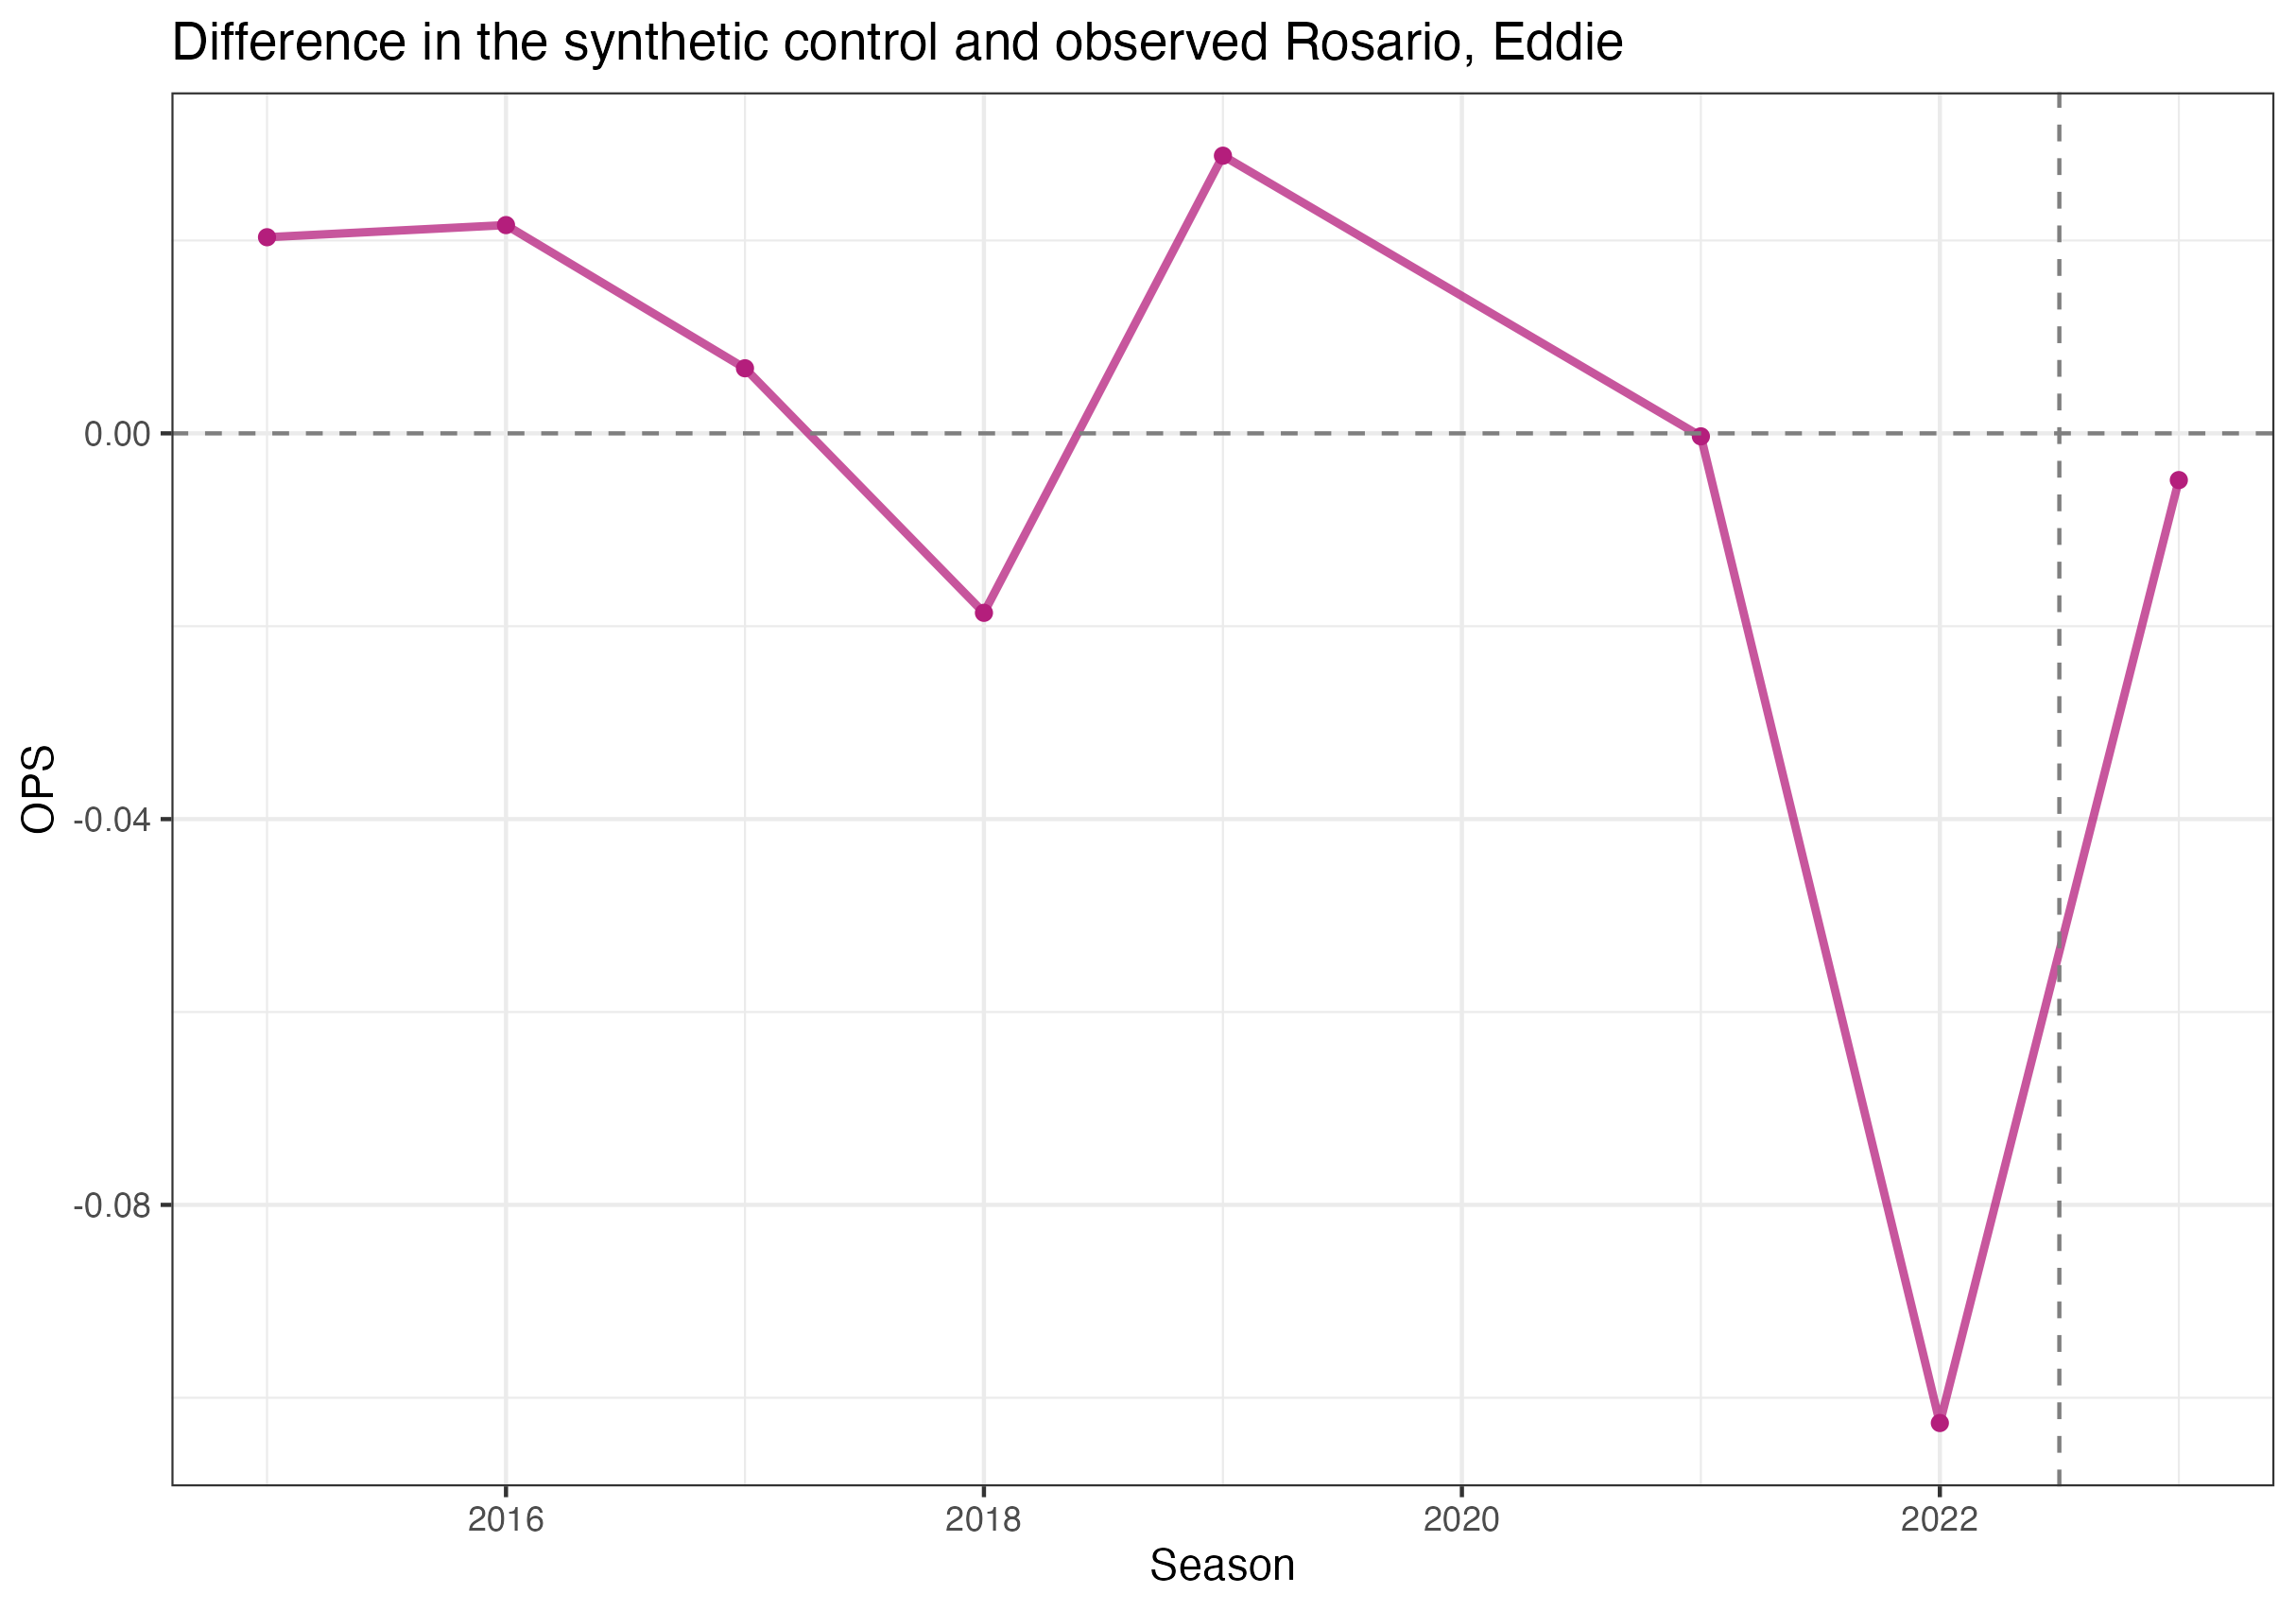 Difference in the synthetic control and observed Rosario, Eddie
0.00
-0.04
-0.08
OPS
2016
2018
2020
2022
Season